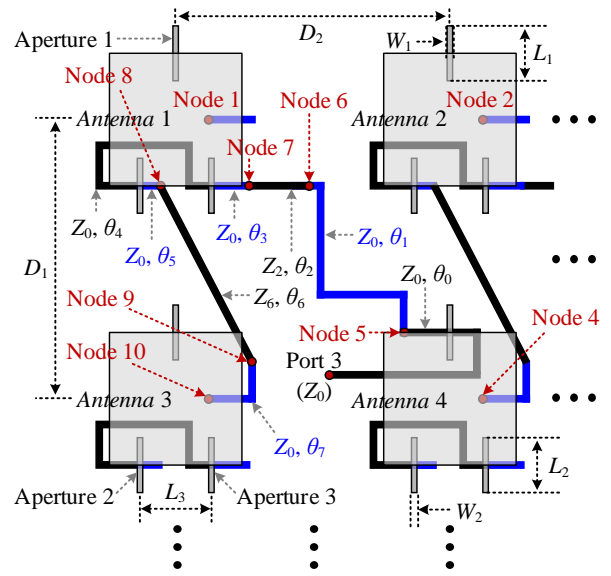 D2
Aperture 1
W1
L1
Node 8
Node 1
Node 6
Node 2
Antenna 1
Antenna 2
Node 7
Z0, θ4
Z0, θ5
Z0, θ3
Z2, θ2
Z0, θ1
D1
Z0, θ0
Node 9
Z6, θ6
Node 5
Node 4
Node 10
Port 3
(Z0)
Antenna 3
Antenna 4
Z0, θ7
L2
Aperture 2
L3
Aperture 3
W2